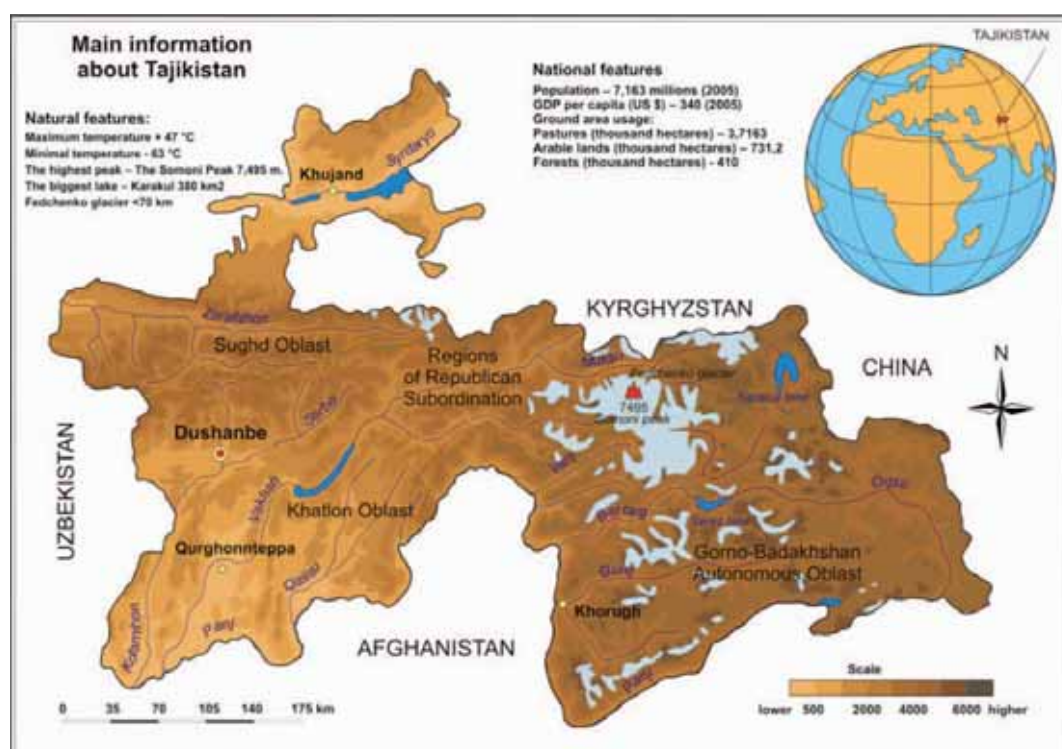 Main information
about Tajikistan
Natural features:
Maximum temperature + 47 °C
Minimal temperature - 63 °C
The highest peak – The Somoni Peak 7,495 m.
The biggest lake – Karakul 380 km2
Fedchenko glacier <70 km
National features
Population – 7,163 millions (2005)
GDP per capita (US $) – 340 (2005)
Ground area usage:
Pastures (thousand hectares) – 3,7163
Arable lands (thousand hectares) – 731,2
Forests (thousand hectares) - 410
TAJIKISTAN
Khujand
KYRGHYZSTAN
CHINA
N
Sughd Oblast
Regions
of Republican
Subordination
glacier
7495
Dushanbe
UZBEKISTAN
Khatlon Oblast
Qurghonnteppa
Gorno-Badakhshan
Autonomous Oblast
Khorugh
Panj
AFGHANISTAN
Scale
lower 500 2000 4000 6000 higher
0 35 70 105 140 175 km